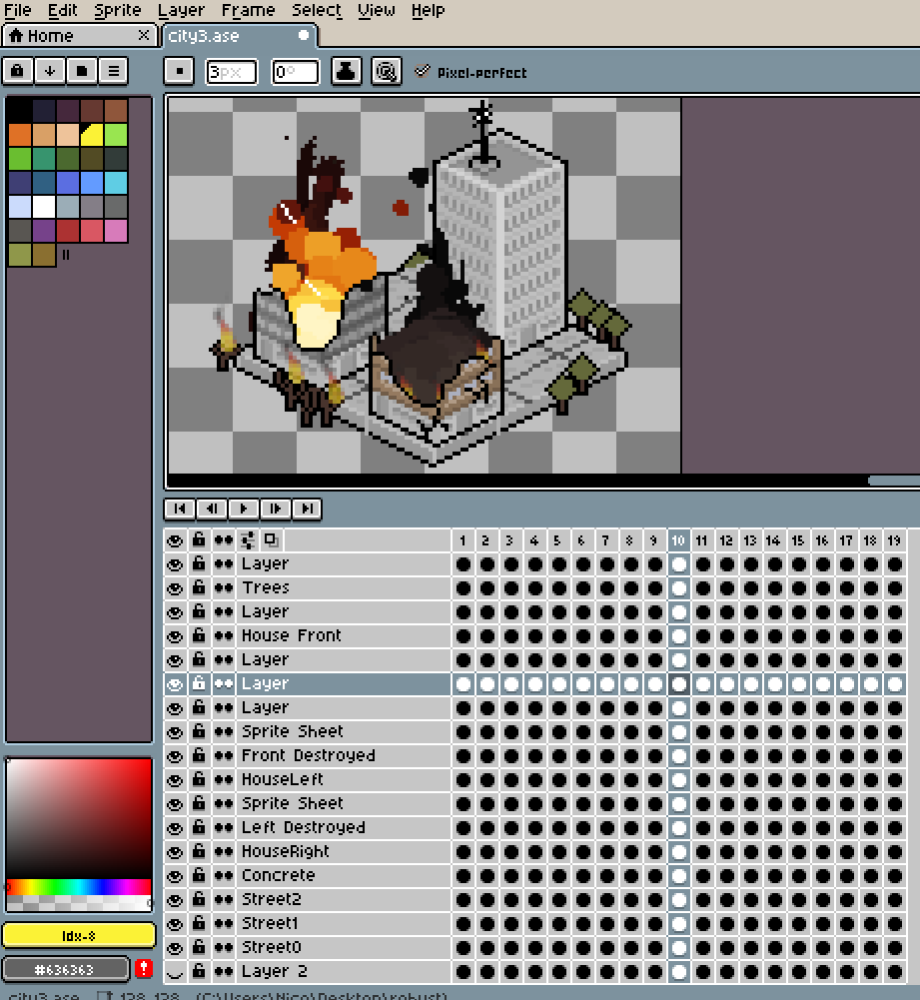 File Edit Sprite Layer Frame Select View Help
Home city3.ase
3px 0° Pixel-perfect
1 2 3 4 5 6 7 8 9 10 11 12 13 14 15 16 17 18 19
Layer
Trees
Layer
House Front
Layer
Layer
Layer
Sprite Sheet
Front Destroyed
HouseLeft
Sprite Sheet
Left Destroyed
HouseRight
Concrete
Street2
Street1
Street0
Layer 2
Idx-8
#636363
city3.ase 128 128 (C:\Users\Nico\Desktop\robust)